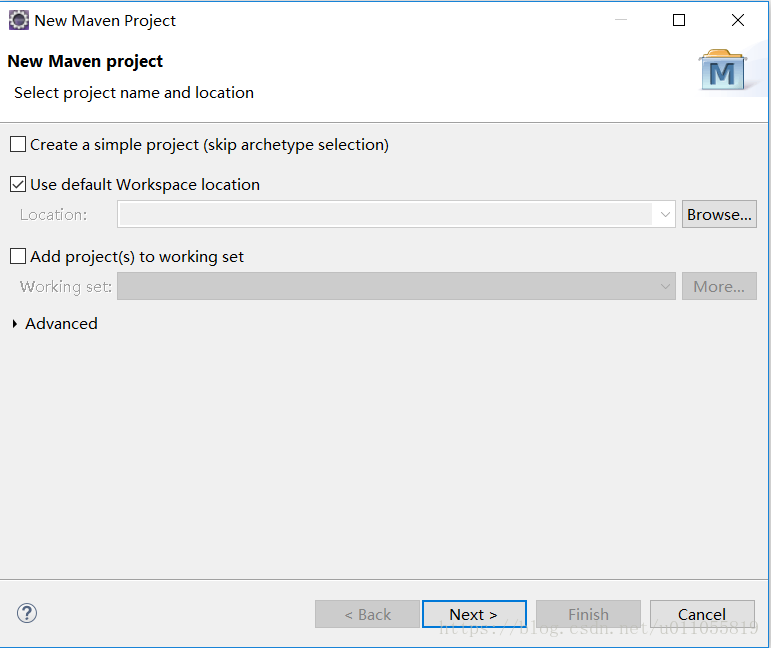 New Maven Project
New Maven project
Select project name and location
M
Create a simple project (skip archetype selection)
Use default Workspace location
Location:
Browse...
Add project(s) to working set
Working set:
More...
Advanced
?
< Back
Next >
Finish
Cancel
https://blog.csdn.net/u011055819